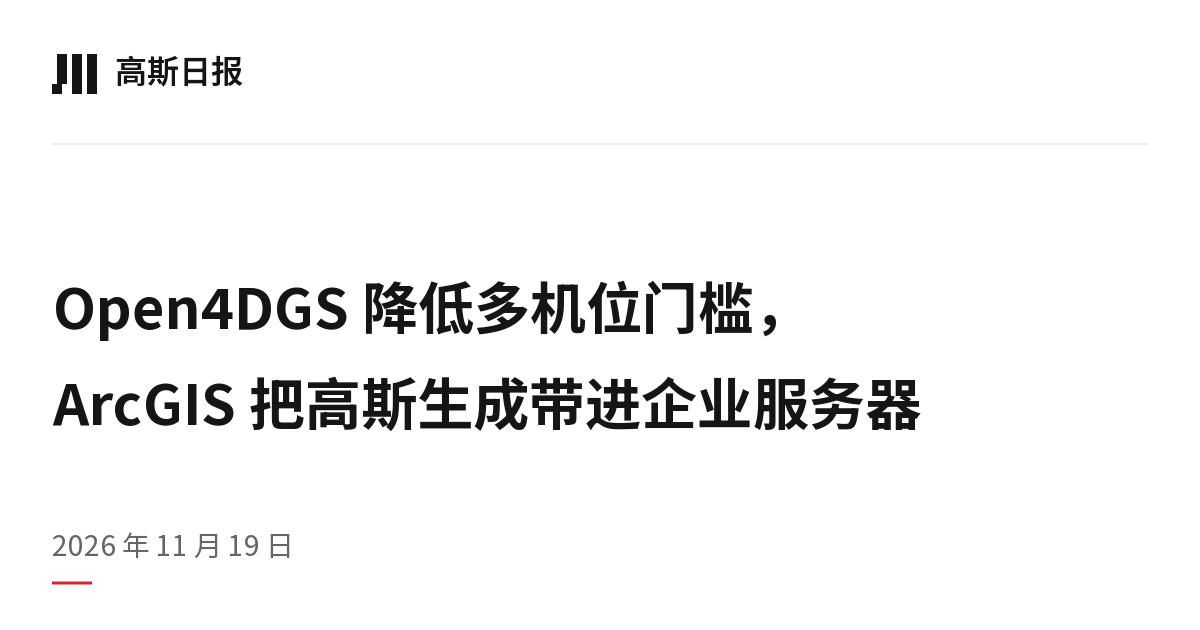 高斯日报
Open4DGS 降低多机位门槛，
ArcGIS 把高斯生成带进企业服务器
2026 年 11 月 19 日